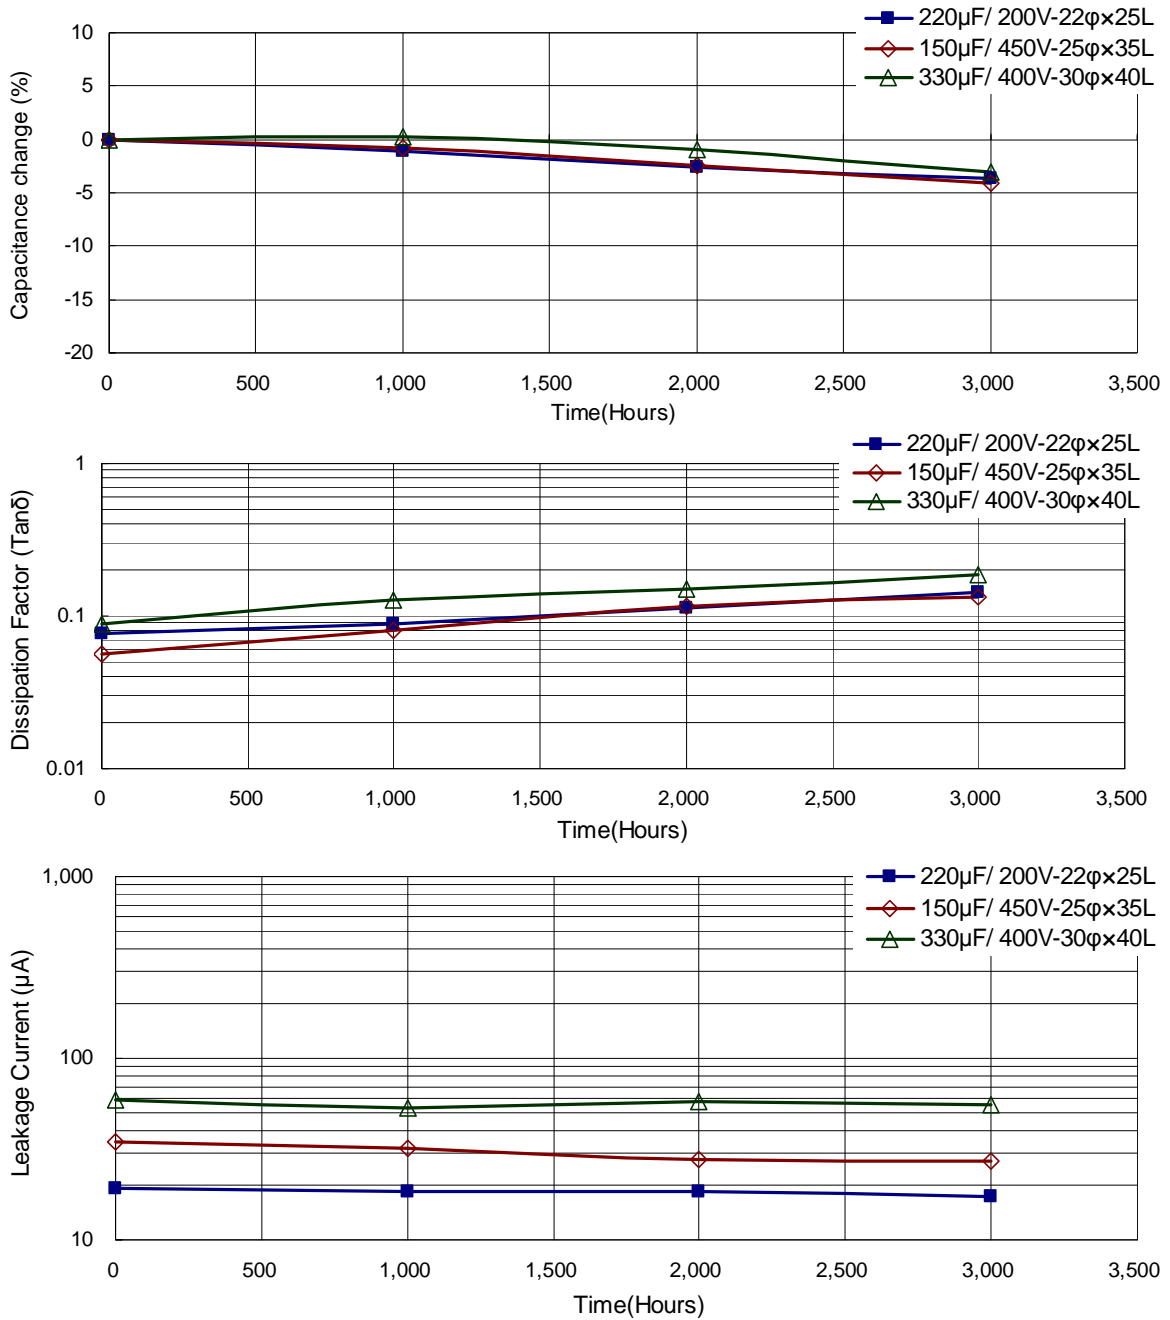 220μF/ 200V-22φ×25L
150μF/ 450V-25φ×35L
330μF/ 400V-30φ×40L
Capacitance change (%)
10
5
0
-5
-10
-15
-20
0 500 1,000 1,500 2,000 2,500 3,000 3,500
Time(Hours)
220μF/ 200V-22φ×25L
150μF/ 450V-25φ×35L
330μF/ 400V-30φ×40L
Dissipation Factor (Tanδ)
1
0.1
0.01
0 500 1,000 1,500 2,000 2,500 3,000 3,500
Time(Hours)
220μF/ 200V-22φ×25L
150μF/ 450V-25φ×35L
330μF/ 400V-30φ×40L
Leakage Current (μA)
1,000
100
10
0 500 1,000 1,500 2,000 2,500 3,000 3,500
Time(Hours)